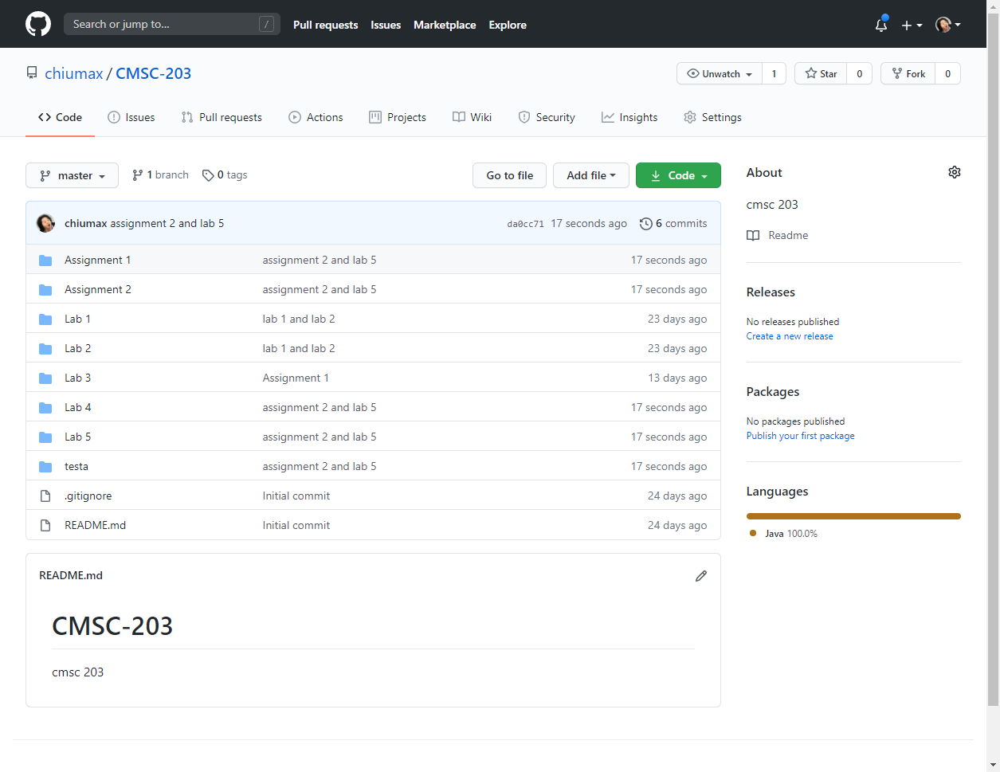 Search or jump to... / Pull requests Issues Marketplace Explore
chiumax / CMSC-203 Unwatch 1 Star 0 Fork 0
Code Issues Pull requests Actions Projects Wiki Security Insights Settings
master 1 branch 0 tags Go to file Add file Code
chiumax assignment 2 and lab 5 da0cc71 17 seconds ago 6 commits
Assignment 1 assignment 2 and lab 5 17 seconds ago
Assignment 2 assignment 2 and lab 5 17 seconds ago
Lab 1 lab 1 and lab 2 23 days ago
Lab 2 lab 1 and lab 2 23 days ago
Lab 3 Assignment 1 13 days ago
Lab 4 assignment 2 and lab 5 17 seconds ago
Lab 5 assignment 2 and lab 5 17 seconds ago
testa assignment 2 and lab 5 17 seconds ago
.gitignore Initial commit 24 days ago
README.md Initial commit 24 days ago
README.md
CMSC-203
cmsc 203
About
cmsc 203
Readme
Releases
No releases published
Create a new release
Packages
No packages published
Publish your first package
Languages
Java 100.0%